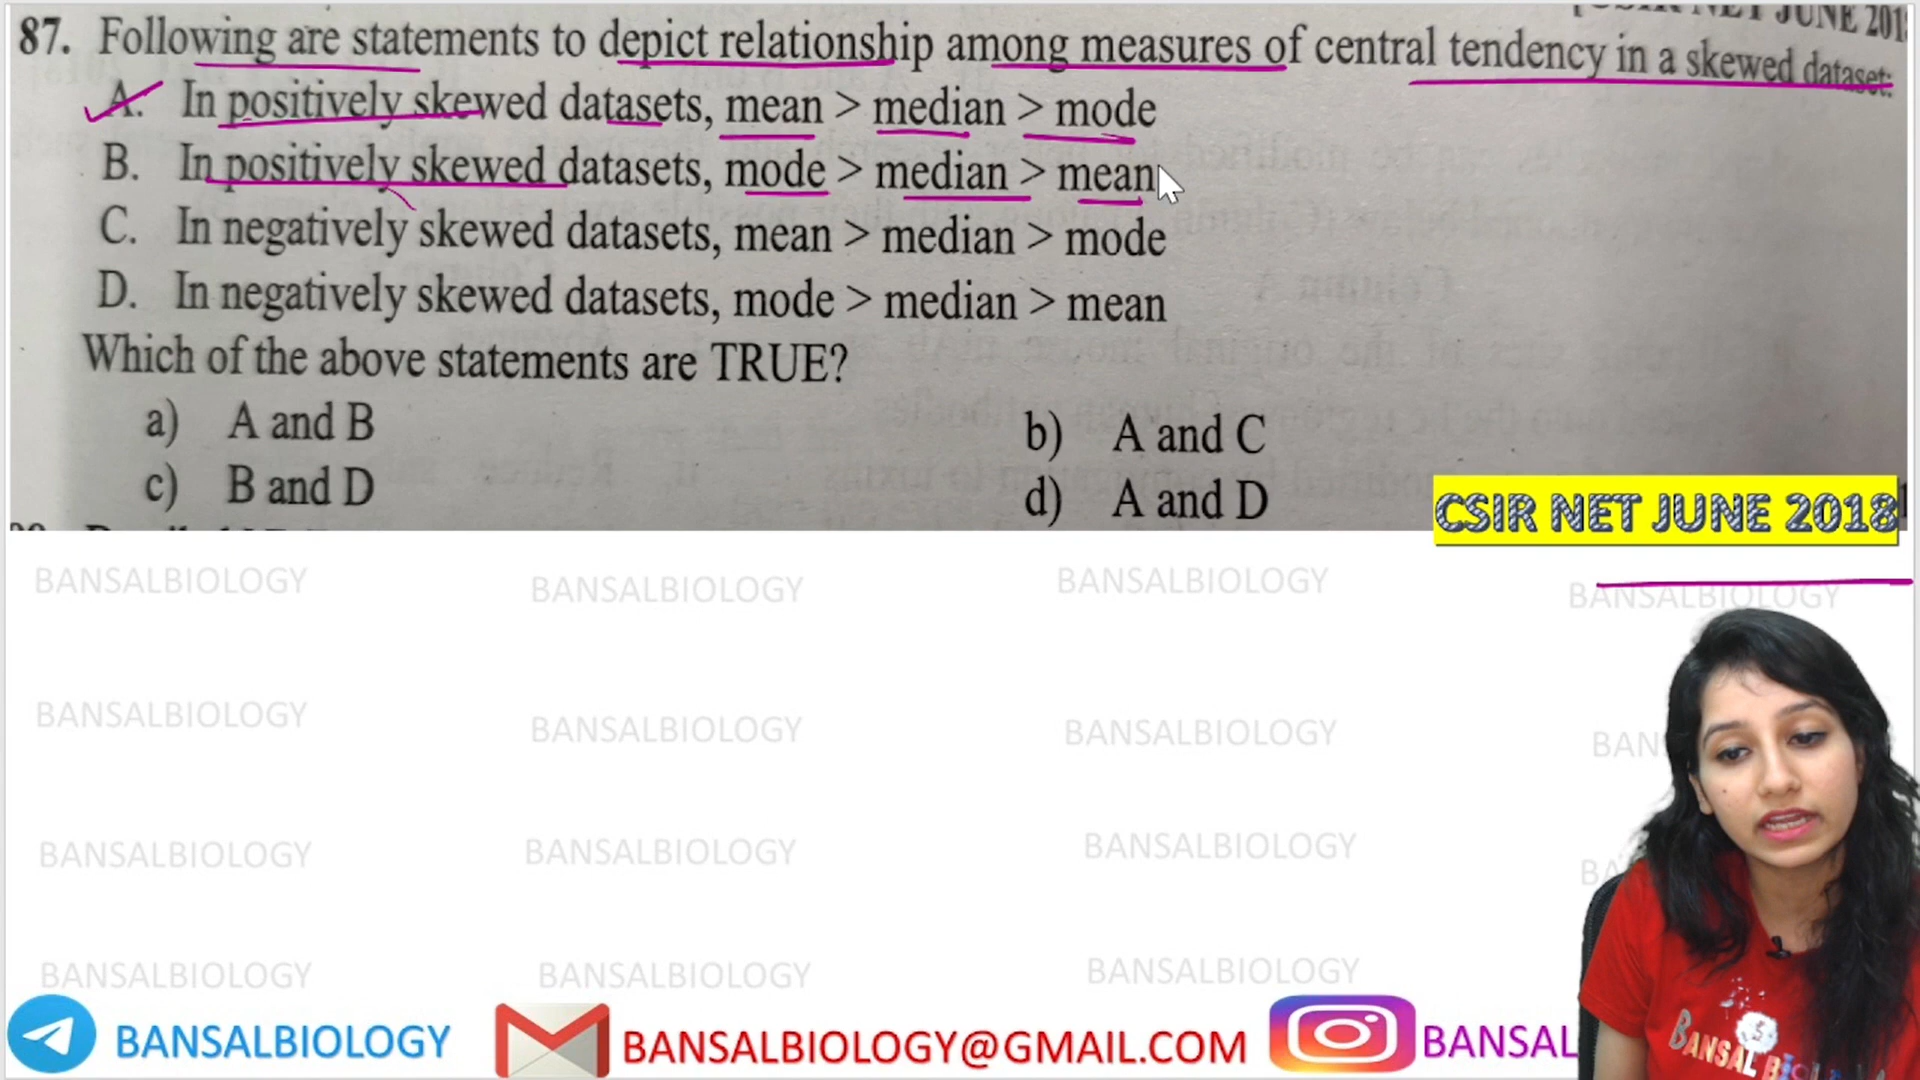 JUNE 201
87. Following are statements to depict relationship among measures of central tendency in a skewed dataset:
A. In positively skewed datasets, mean > median > mode
B. In positively skewed datasets, mode > median > mean
C. In negatively skewed datasets, mean > median > mode
D. In negatively skewed datasets, mode > median > mean
Which of the above statements are TRUE?
a) A and B b) A and C
c) B and D d) A and D
CSIR NET JUNE 2018
BANSALBIOLOGY BANSALBIOLOGY BANSALBIOLOGY BANSALBIOLOGY
BANSALBIOLOGY BANSALBIOLOGY BANSALBIOLOGY BAN
BANSALBIOLOGY BANSALBIOLOGY BANSALBIOLOGY BA
BANSALBIOLOGY BANSALBIOLOGY BANSALBIOLOGY
BANSALBIOLOGY BANSALBIOLOGY@GMAIL.COM BANSAL
BANSAL